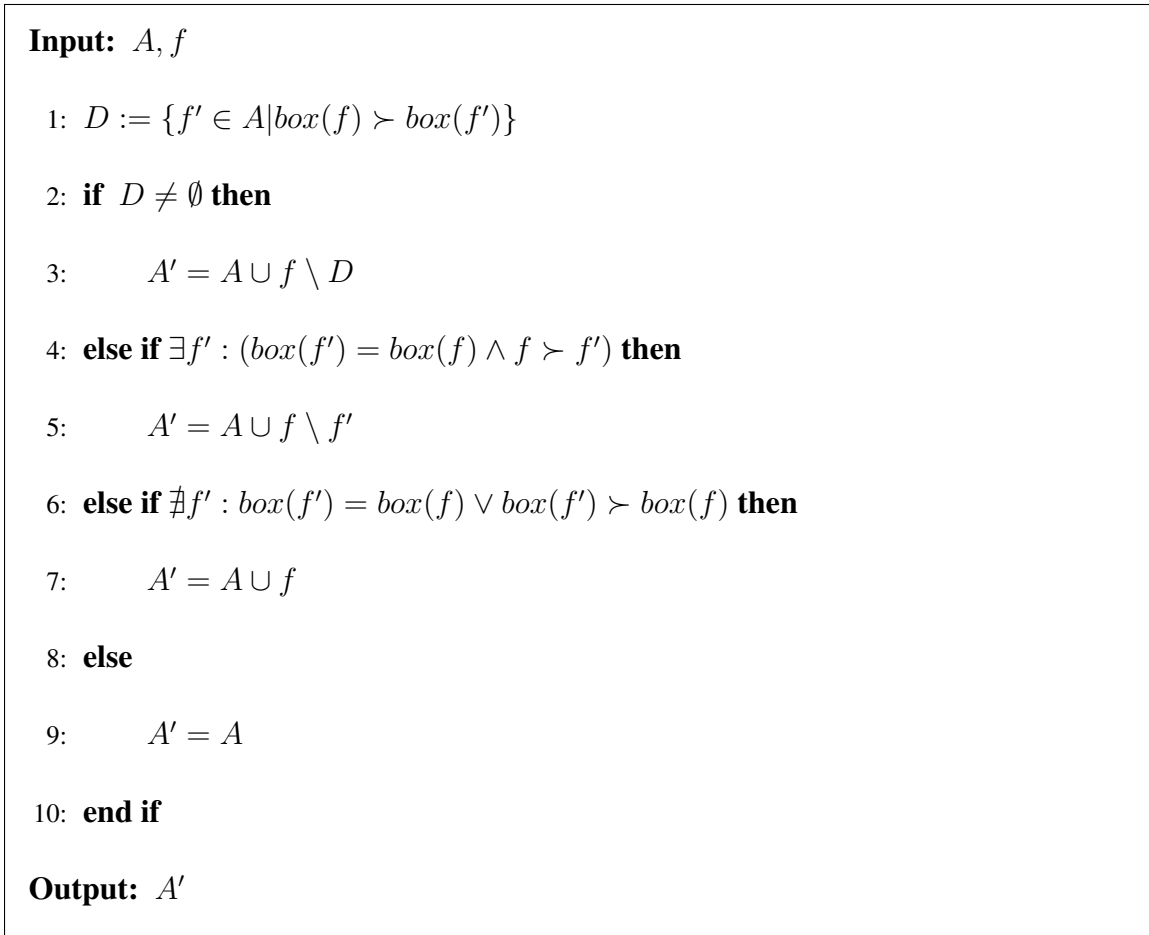 Input: A, f
1: D := {f′ ∈ A|box(f) ≻ box(f′)}
2: if D ≠ ∅ then
3: A′ = A ∪ f \ D
4: else if ∃f′ : (box(f′) = box(f) ∧ f ≻ f′) then
5: A′ = A ∪ f \ f′
6: else if ∄f′ : box(f′) = box(f) ∨ box(f′) ≻ box(f) then
7: A′ = A ∪ f
8: else
9: A′ = A
10: end if
Output: A′